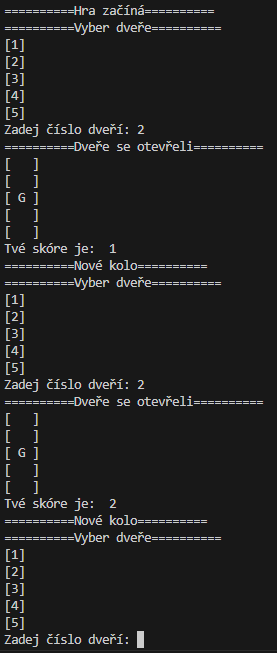 ==========Hra začíná==========
==========Vyber dveře==========
[1]
[2]
[3]
[4]
[5]
Zadej číslo dveří: 2
==========Dveře se otevřeli==========
[   ]
[   ]
[ G ]
[   ]
[   ]
Tvé skóre je:  1
==========Nové kolo==========
==========Vyber dveře==========
[1]
[2]
[3]
[4]
[5]
Zadej číslo dveří: 2
==========Dveře se otevřeli==========
[   ]
[   ]
[ G ]
[   ]
[   ]
Tvé skóre je:  2
==========Nové kolo==========
==========Vyber dveře==========
[1]
[2]
[3]
[4]
[5]
Zadej číslo dveří: